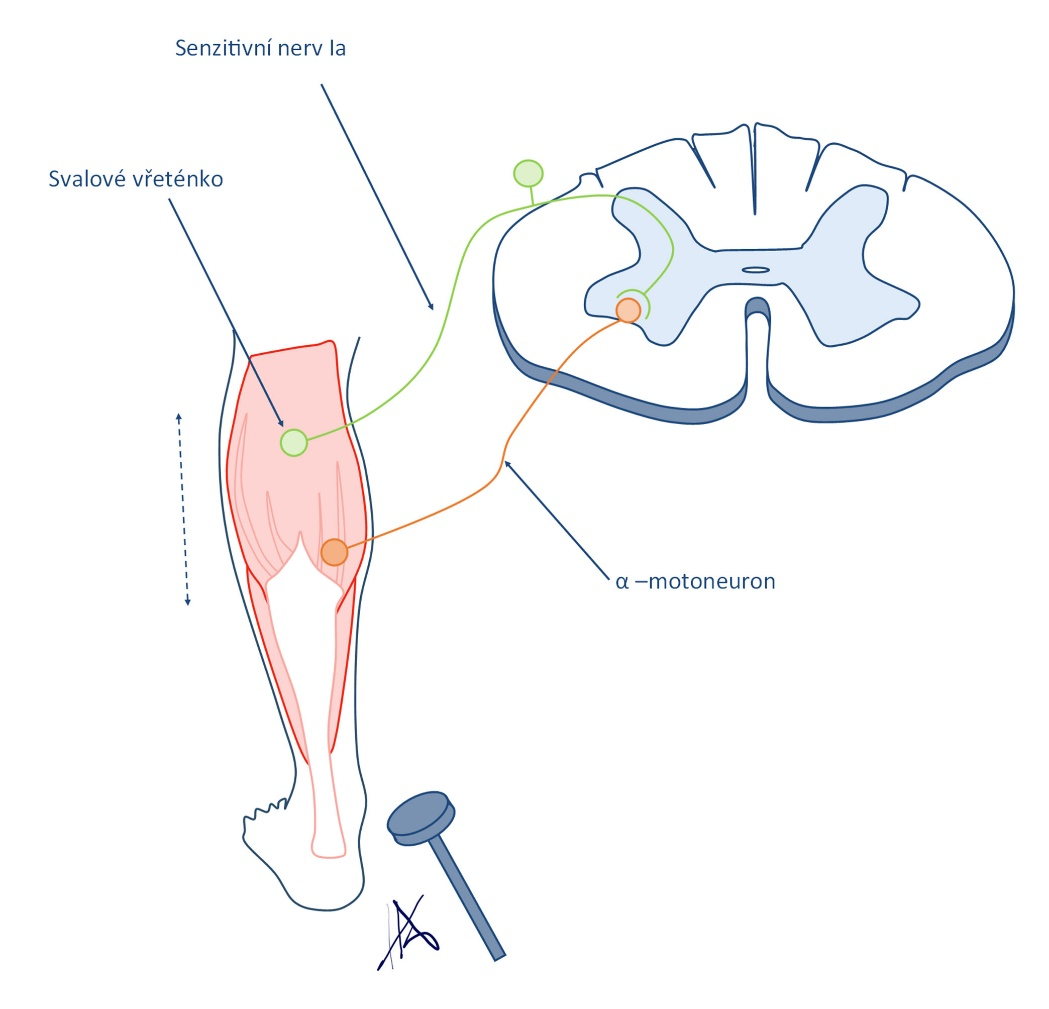 Senzitivní nerv Ia
Svalové vřeténko
α –motoneuron